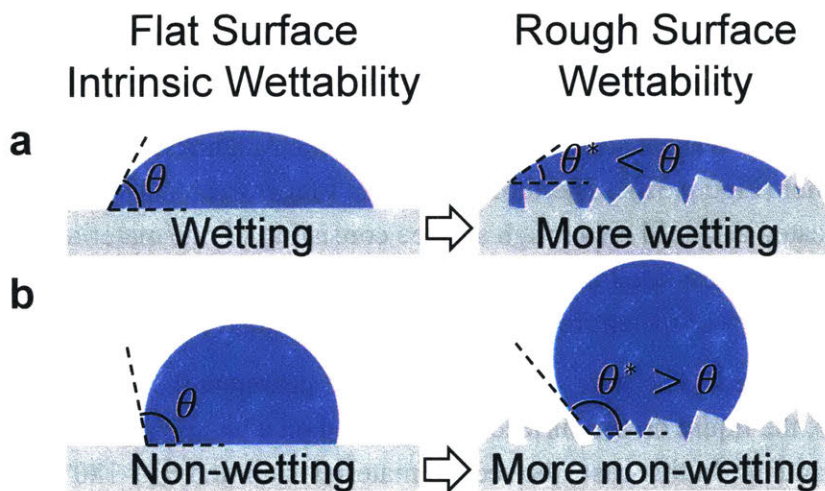 Flat Surface
Intrinsic Wettability
Rough Surface
Wettability
a
θ
Wetting
θ* < θ
More wetting
b
θ
Non-wetting
θ* > θ
More non-wetting